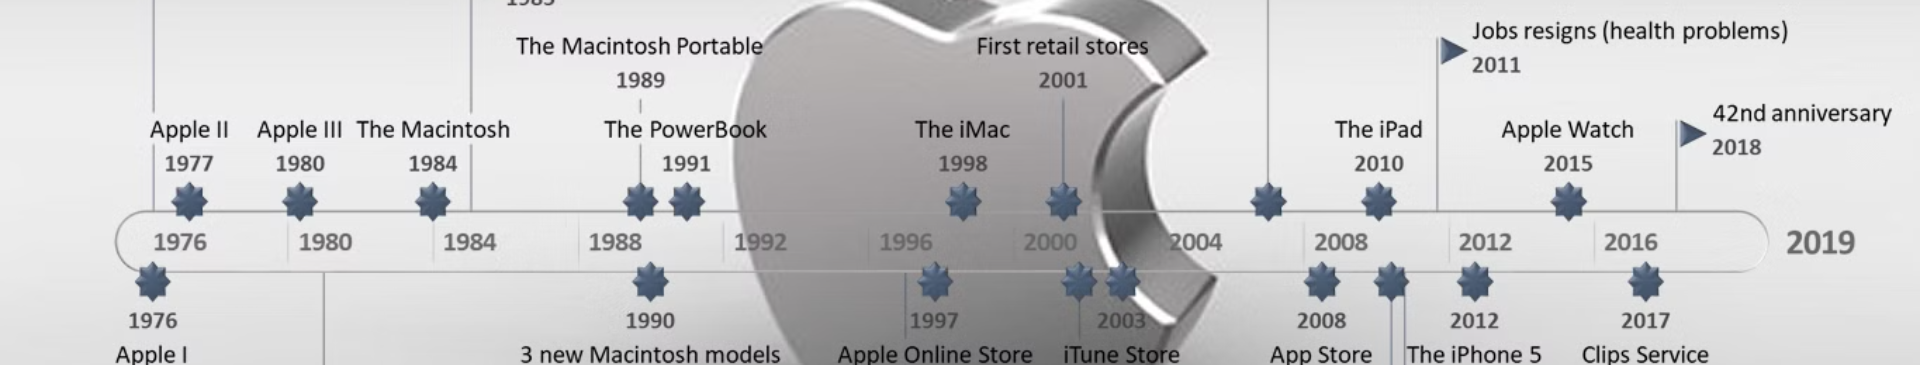 1985
The Macintosh Portable
1989
First retail stores
2001
Jobs resigns (health problems)
2011
42nd anniversary
2018
Apple II
1977
Apple III
1980
The Macintosh
1984
The PowerBook
1991
The iMac
1998
The iPad
2010
Apple Watch
2015
1976 1980 1984 1988 1992 1996 2000 2004 2008 2012 2016 2019
1976
Apple I
1990
3 new Macintosh models
1997
Apple Online Store
2003
iTune Store
2008
App Store
2012
The iPhone 5
2017
Clips Service